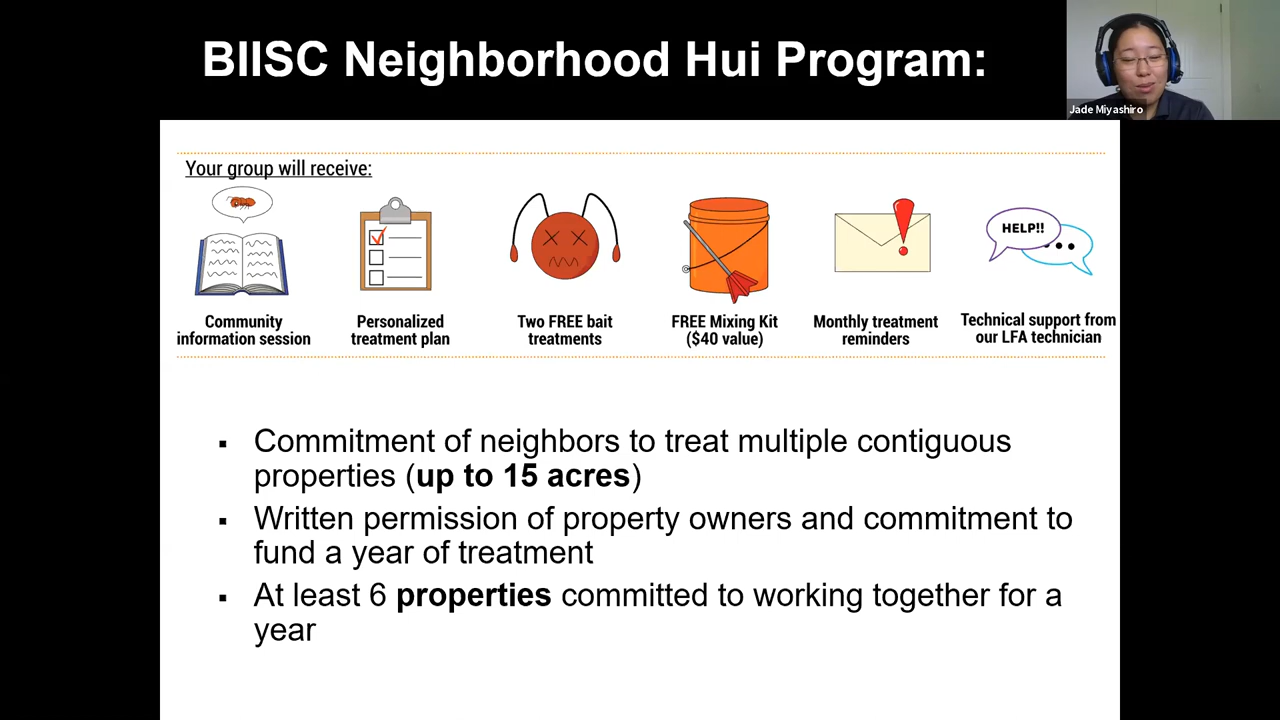 BIISC Neighborhood Hui Program:
Jade Miyashiro
Your group will receive:
HELP!!
Community
information session
Personalized
treatment plan
Two FREE bait
treatments
FREE Mixing Kit
($40 value)
Monthly treatment
reminders
Technical support from
our LFA technician
▪ Commitment of neighbors to treat multiple contiguous
properties (up to 15 acres)
▪ Written permission of property owners and commitment to
fund a year of treatment
▪ At least 6 properties committed to working together for a
year